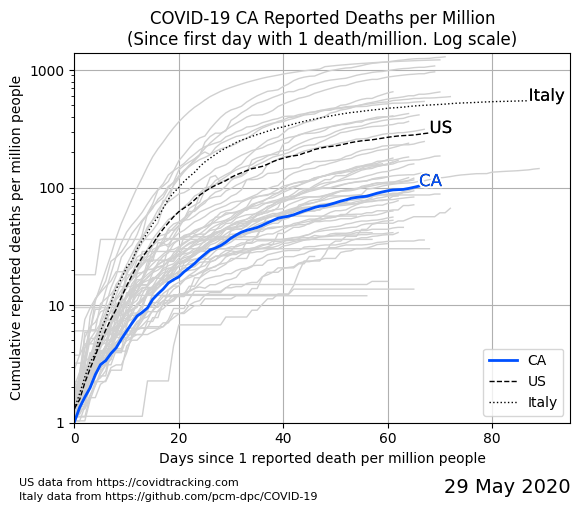 COVID-19 CA Reported Deaths per Million
(Since first day with 1 death/million. Log scale)
Cumulative reported deaths per million people
1000
100
10
1
Italy
US
CA
CA
US
Italy
0
20
40
60
80
Days since 1 reported death per million people
US data from https://covidtracking.com
Italy data from https://github.com/pcm-dpc/COVID-19
29 May 2020